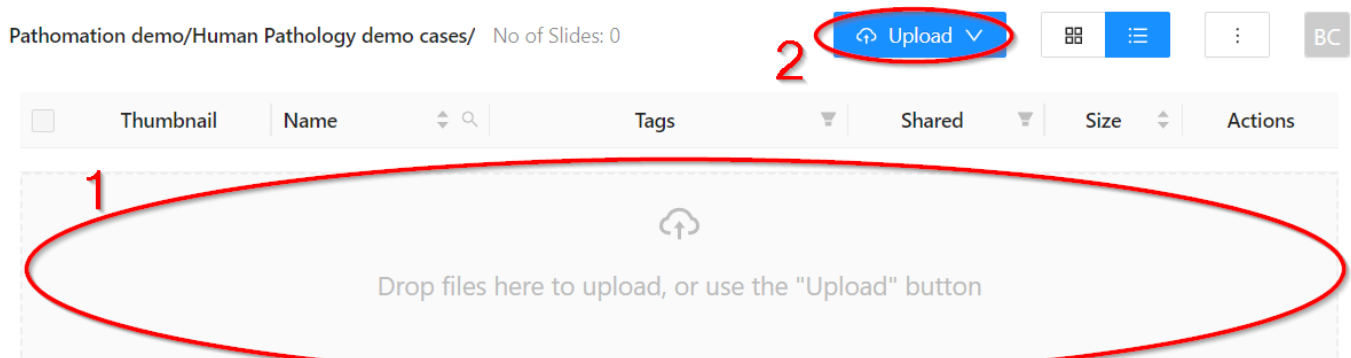 Pathomation demo/Human Pathology demo cases/ No of Slides: 0
2
Upload
BC
Thumbnail Name Tags Shared Size Actions
1
Drop files here to upload, or use the "Upload" button